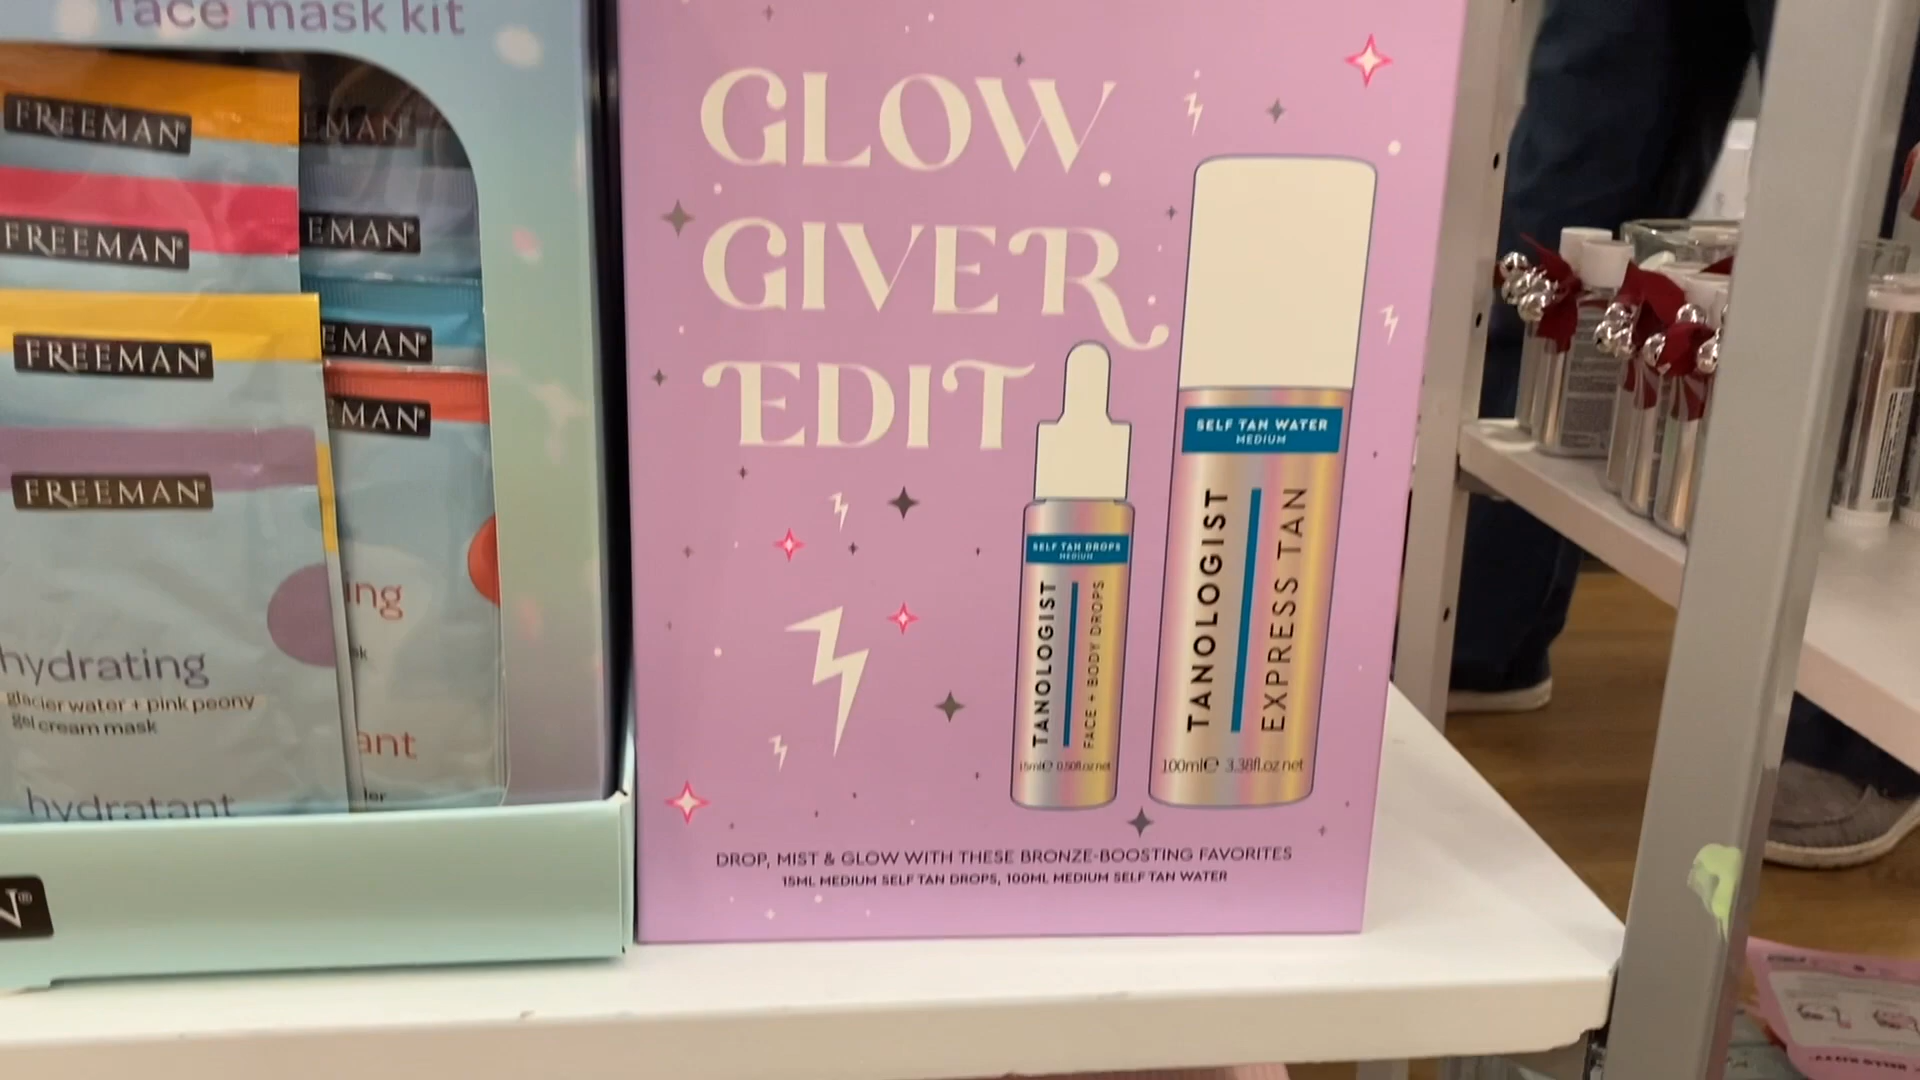 face mask kit
FREEMAN
FREEMAN
FREEMAN
FREEMAN
EMAN
EMAN
EMAN
EMAN
hydrating
glacier water + pink peony
gel cream mask
hydratant
ing
ant
GLOW
GIVER
EDIT
SELF TAN WATER
MEDIUM
TANOLOGIST
EXPRESS TAN
100ml℮ 3.38fl.oz net
SELF TAN DROPS
MEDIUM
TANOLOGIST
FACE + BODY DROPS
15ml℮ 0.50fl.oz net
DROP, MIST & GLOW WITH THESE BRONZE-BOOSTING FAVORITES
15ML MEDIUM SELF TAN DROPS, 100ML MEDIUM SELF TAN WATER